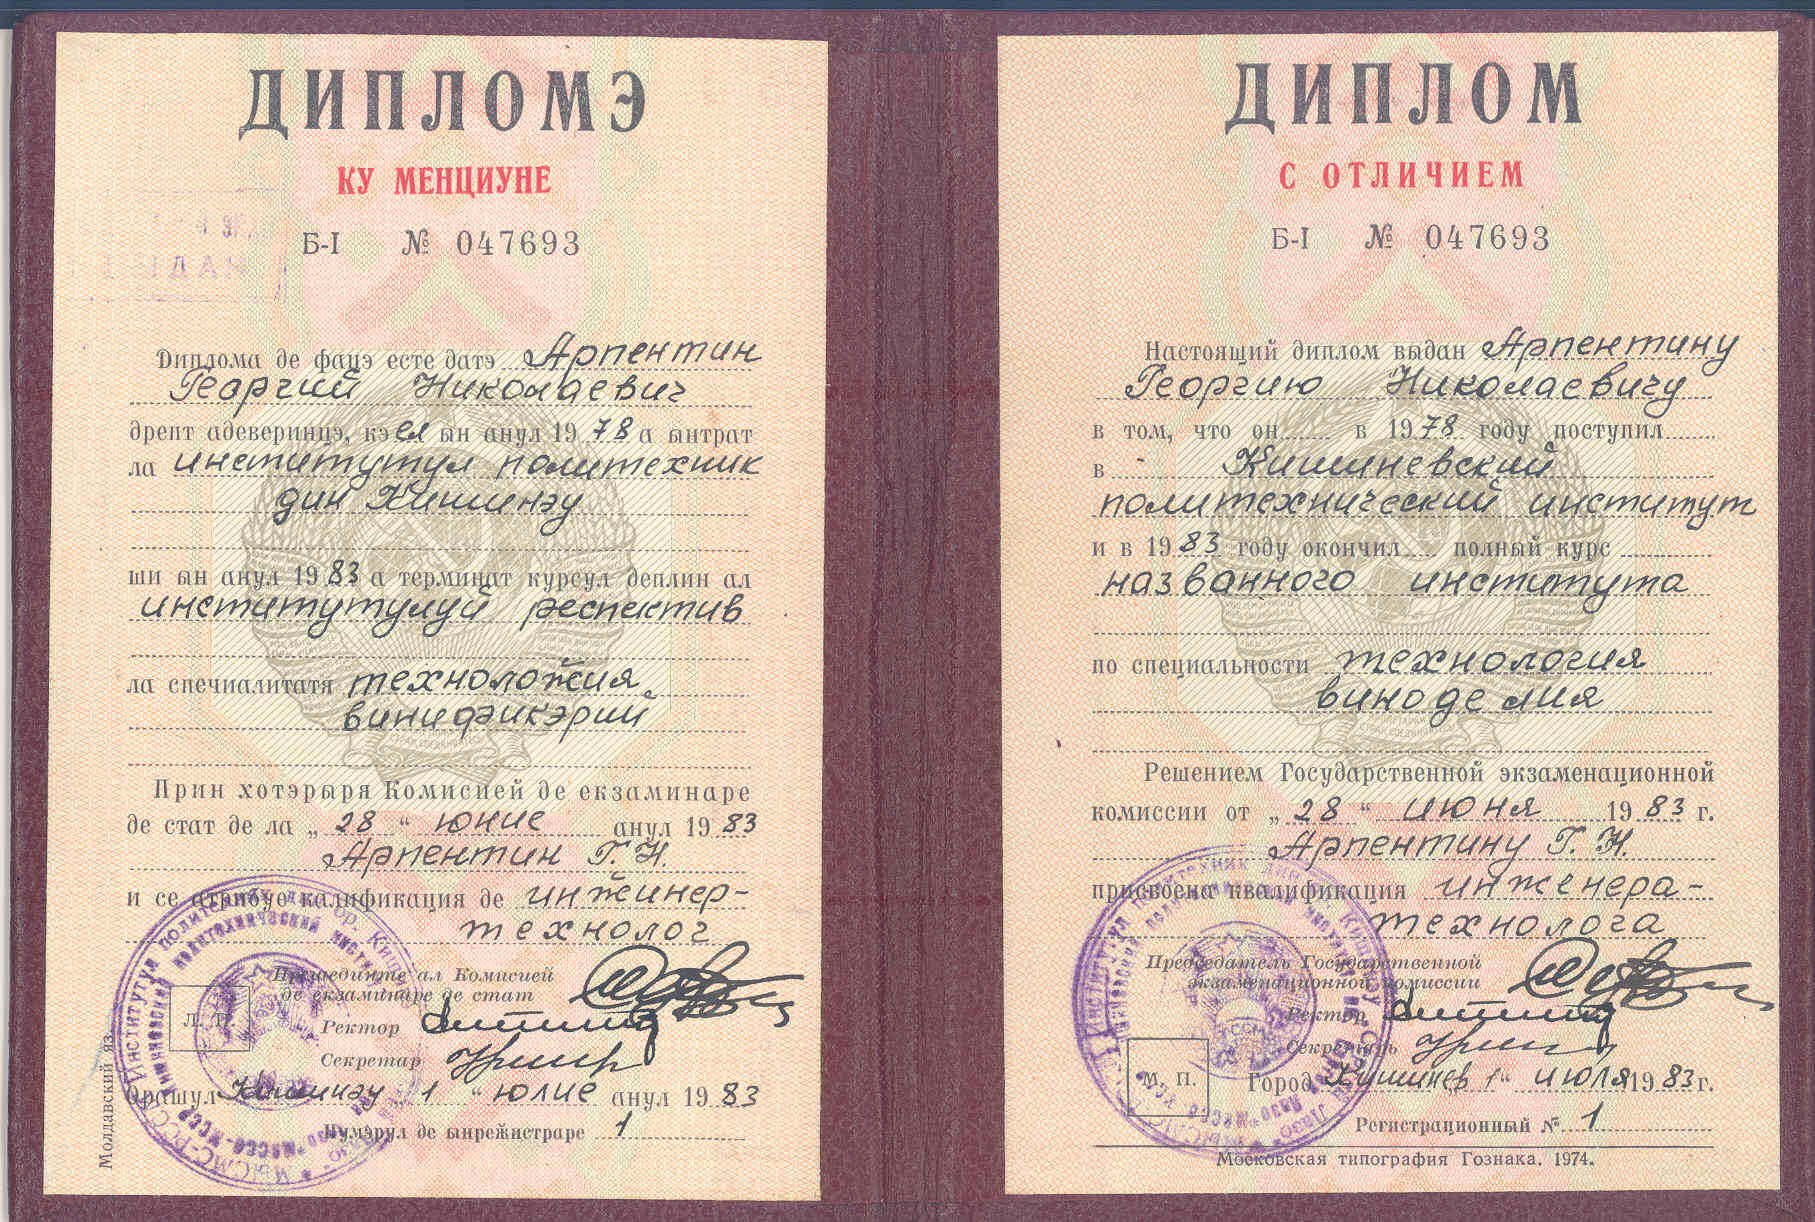 ДИПЛОМЭ
КУ МЕНЦИУНЕ
Б-I № 047693
Диплома де фацэ есте датэ Арпентин
Георгий Николаевич
дрепт адеверинцэ, кэ ел ын анул 1978 а ынтрат
ла институтул политехник
дин Кишинэу
ши ын анул 1983 а терминат курсул деплин ал
институтулуй респектив
ла спечиалитатя технолоӂия
винификэрий
Прин хотэрыря Комисией де екзаминаре
де стат де ла „28“ юние анул 1983
Арпентин Г. Н.
и се атрибуе калификация де инӂинер-
технолог
Прешединте ал Комисией
де екзаминаре де стат
Л. П.
Ректор
Секретар
Орашул Кишинэу „1“ юлие анул 1983
Нумэрул де ынреӂистраре 1
Молдавский яз.
ДИПЛОМ
С ОТЛИЧИЕМ
Б-I № 047693
Настоящий диплом выдан Арпентину
Георгию Николаевичу
в том, что он в 1978 году поступил
в Кишиневский
политехнический институт
и в 1983 году окончил полный курс
названного института
по специальности технология
виноделия
Решением Государственной экзаменационной
комиссии от „28“ июня 1983 г.
Арпентину Г. Н.
присвоена квалификация инженера-
технолога
Председатель Государственной
экзаменационной комиссии
Ректор
Секретарь
М. П.
Город Кишинев „1“ июля 1983 г.
Регистрационный № 1
Московская типография Гознака. 1974.